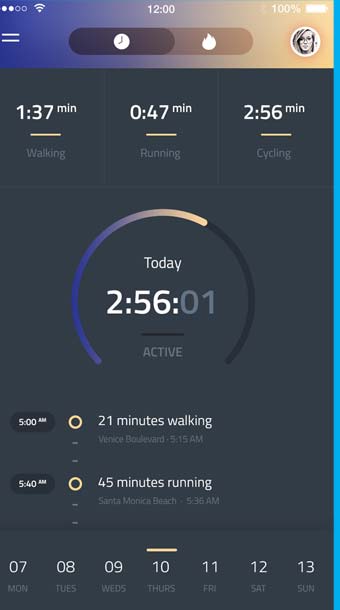 12:00 100%
1:37 min 0:47 min 2:56 min
Walking Running Cycling
Today
2:56:01
ACTIVE
5:00 AM 21 minutes walking
Venice Boulevard · 5:15 AM
5:40 AM 45 minutes running
Santa Monica Beach · 5:36 AM
07 08 09 10 11 12 13
MON TUES WEDS THURS FRI SAT SUN